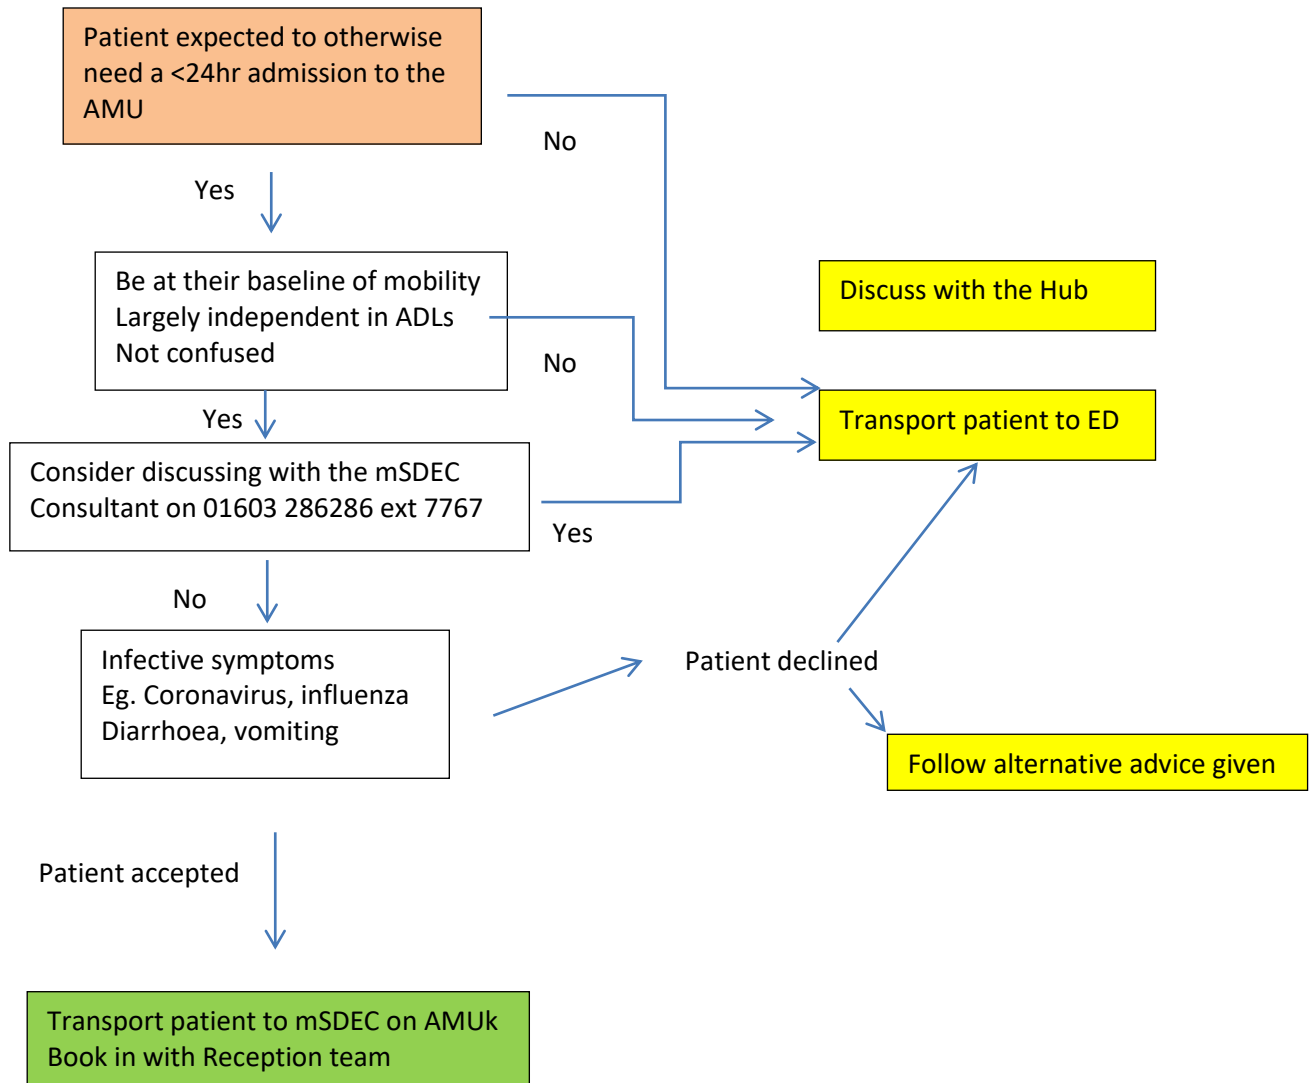 Patient expected to otherwise
need a <24hr admission to the
AMU
No
Yes
Be at their baseline of mobility
Largely independent in ADLs
Not confused
Discuss with the Hub
No
Yes
Transport patient to ED
Consider discussing with the mSDEC
Consultant on 01603 286286 ext 7767
Yes
No
Infective symptoms
Eg. Coronavirus, influenza
Diarrhoea, vomiting
Patient declined
Follow alternative advice given
Patient accepted
Transport patient to mSDEC on AMUk
Book in with Reception team